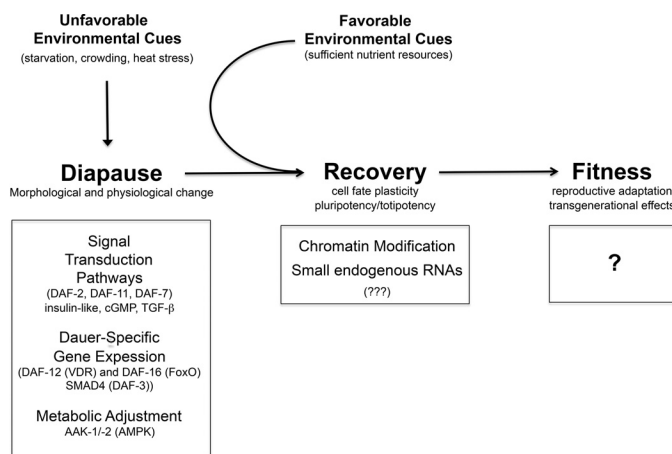 Unfavorable
Environmental Cues
(starvation, crowding, heat stress)
Favorable
Environmental Cues
(sufficient nutrient resources)
Diapause
Morphological and physiological change
Recovery
cell fate plasticity
pluripotency/totipotency
Fitness
reproductive adaptation
transgenerational effects
Signal
Transduction
Pathways
(DAF-2, DAF-11, DAF-7)
insulin-like, cGMP, TGF-β
Dauer-Specific
Gene Expession
(DAF-12 (VDR) and DAF-16 (FoxO)
SMAD4 (DAF-3))
Metabolic Adjustment
AAK-1/-2 (AMPK)
Chromatin Modification
Small endogenous RNAs
(???)
?